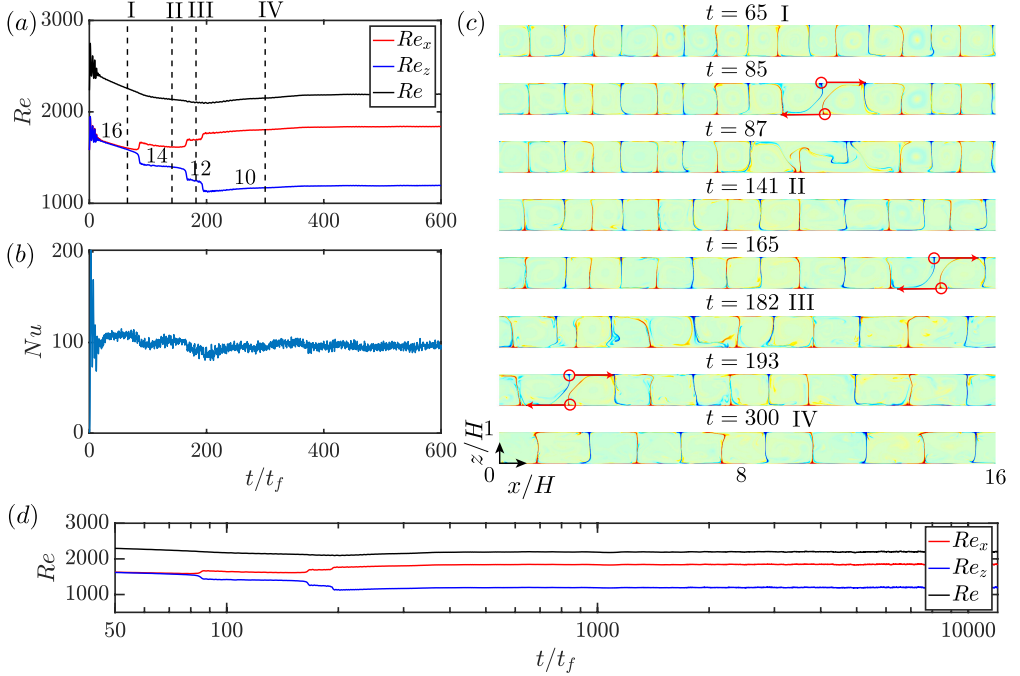 (a)
I II III IV
3000
2000
1000
Re
Re_x
Re_z
Re
16
14
12
10
0 200 400 600
(b)
200
100
0
Nu
0 200 400 600
t/t_f
(c)
t = 65 I
t = 85
t = 87
t = 141 II
t = 165
t = 182 III
t = 193
t = 300 IV
z/H
1
0
x/H
8
16
(d)
3000
2000
1000
Re
Re_x
Re_z
Re
50 100 1000 10000
t/t_f